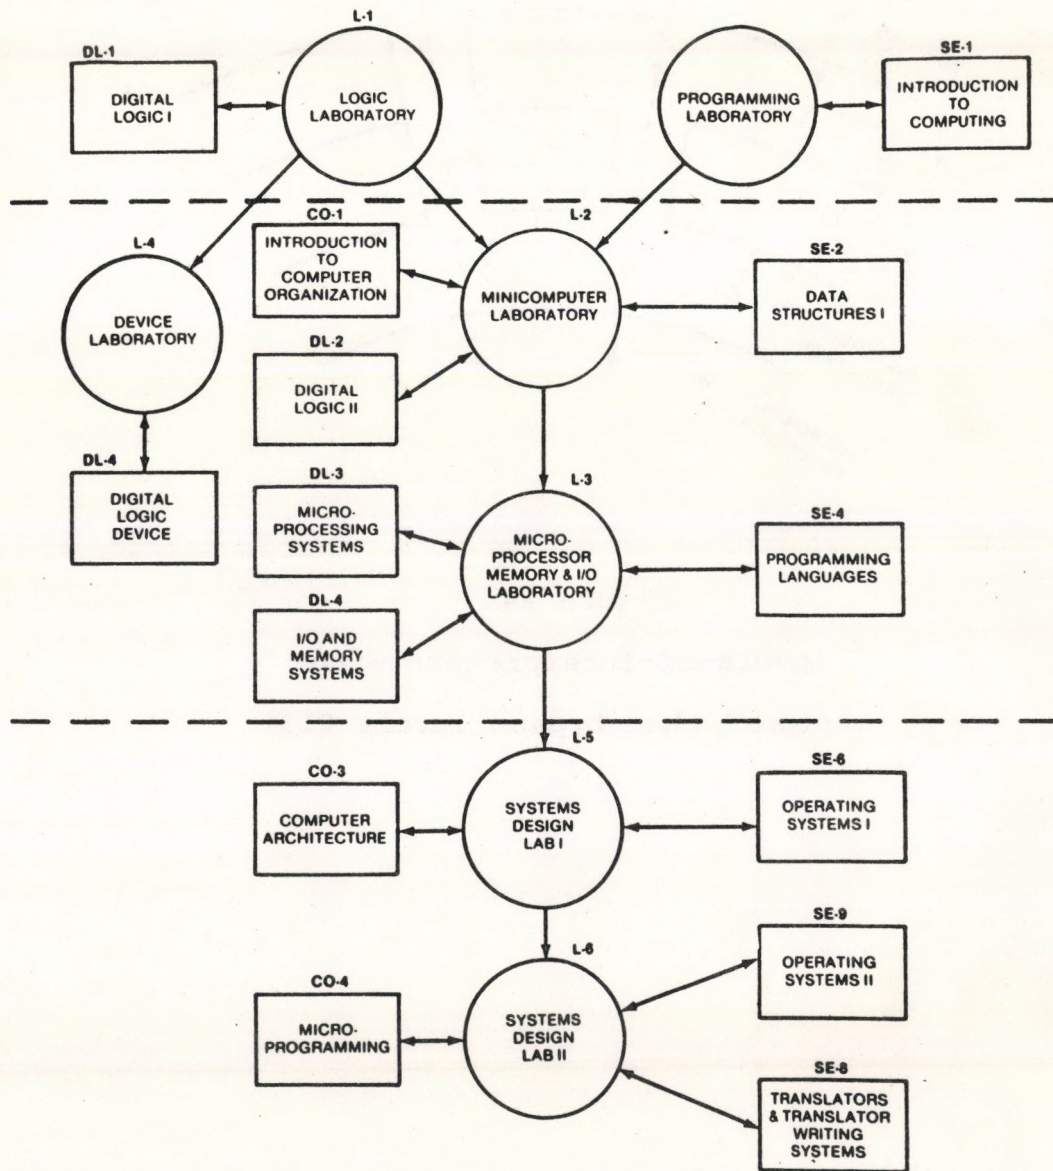 L-1
DL-1
DIGITAL
LOGIC I
LOGIC
LABORATORY
PROGRAMMING
LABORATORY
SE-1
INTRODUCTION
TO
COMPUTING
L-4
DEVICE
LABORATORY
CO-1
INTRODUCTION
TO
COMPUTER
ORGANIZATION
L-2
MINICOMPUTER
LABORATORY
SE-2
DATA
STRUCTURES I
DL-2
DIGITAL
LOGIC II
DL-4
DIGITAL
LOGIC
DEVICE
DL-3
MICRO-
PROCESSING
SYSTEMS
L-3
MICRO-
PROCESSOR
MEMORY & I/O
LABORATORY
SE-4
PROGRAMMING
LANGUAGES
DL-4
I/O AND
MEMORY
SYSTEMS
L-5
CO-3
COMPUTER
ARCHITECTURE
SYSTEMS
DESIGN
LAB I
SE-6
OPERATING
SYSTEMS I
L-6
CO-4
MICRO-
PROGRAMMING
SYSTEMS
DESIGN
LAB II
SE-9
OPERATING
SYSTEMS II
SE-8
TRANSLATORS
& TRANSLATOR
WRITING
SYSTEMS